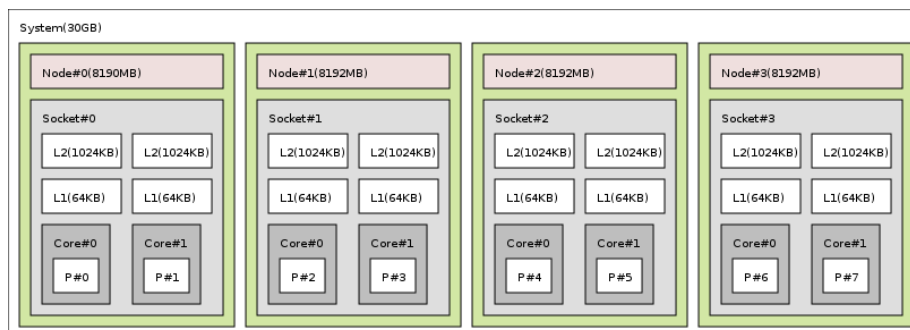 System(30GB)
Node#0(8190MB)
Node#1(8192MB)
Node#2(8192MB)
Node#3(8192MB)
Socket#0
Socket#1
Socket#2
Socket#3
L2(1024KB) L2(1024KB)
L2(1024KB) L2(1024KB)
L2(1024KB) L2(1024KB)
L2(1024KB) L2(1024KB)
L1(64KB) L1(64KB)
L1(64KB) L1(64KB)
L1(64KB) L1(64KB)
L1(64KB) L1(64KB)
Core#0 Core#1
Core#0 Core#1
Core#0 Core#1
Core#0 Core#1
P#0 P#1
P#2 P#3
P#4 P#5
P#6 P#7